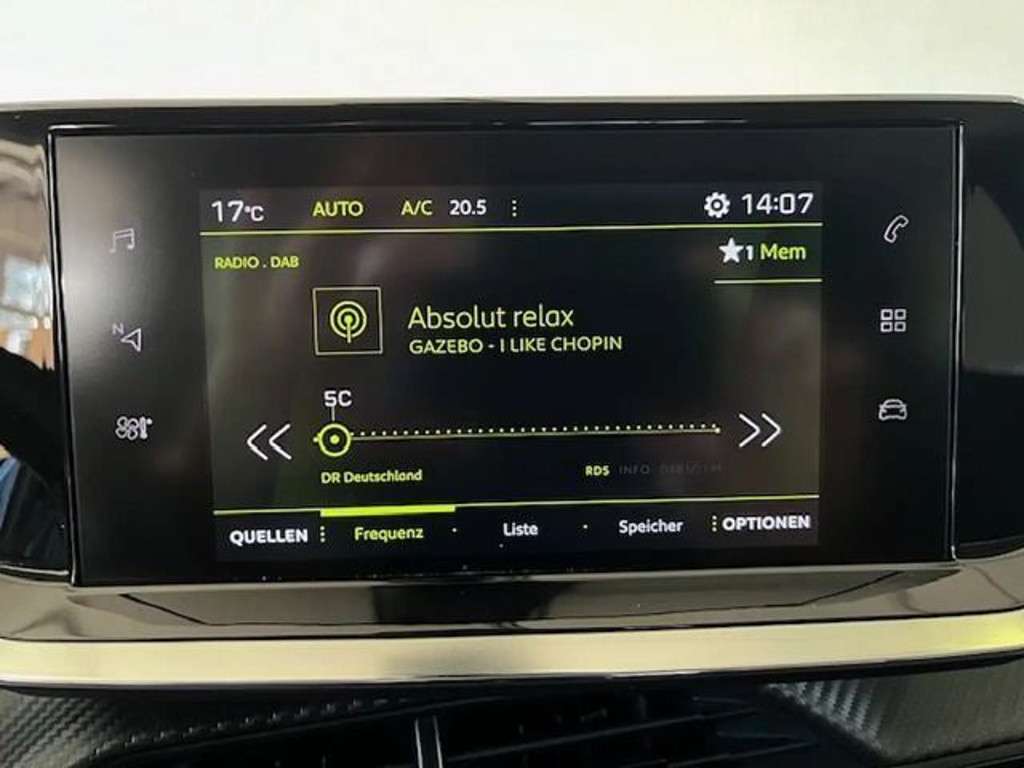 17°C AUTO A/C 20.5 14:07
RADIO . DAB
1 Mem
Absolut relax
GAZEBO - I LIKE CHOPIN
5C
N
DR Deutschland
RDS INFO
QUELLEN Frequenz Liste Speicher OPTIONEN